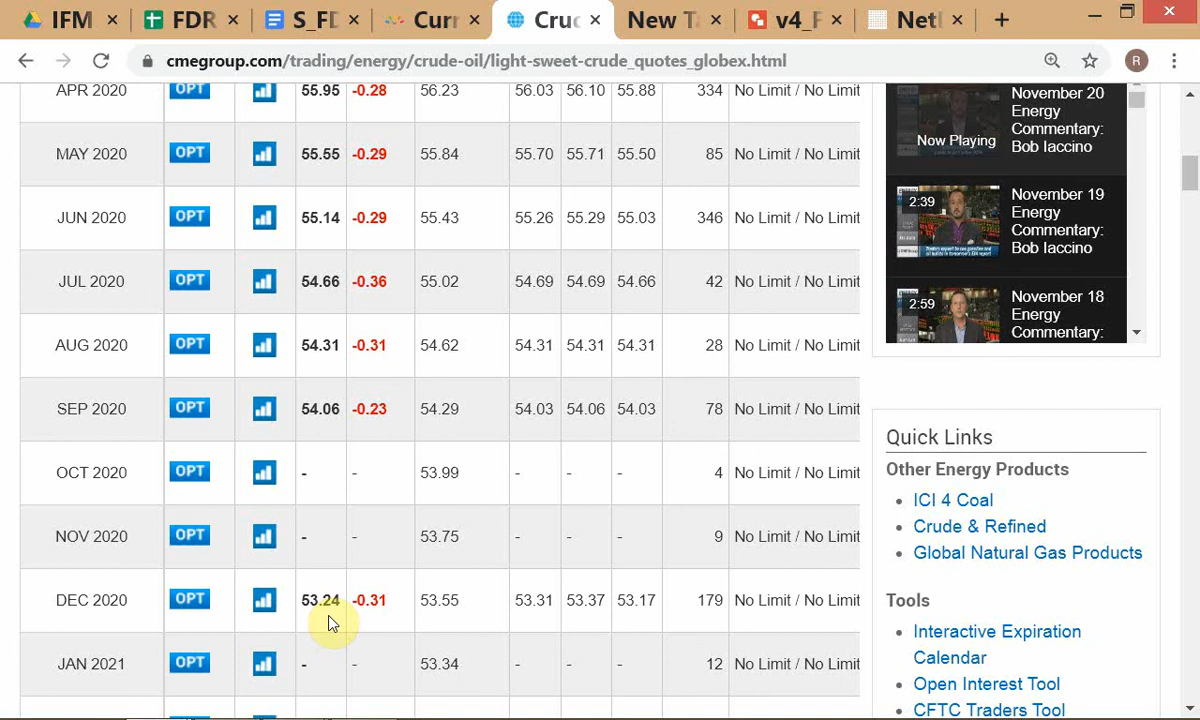 IFM
FDR
S_FD
Curr
Crud
New Ta
v4_F
Netl
cmegroup.com/trading/energy/crude-oil/light-sweet-crude_quotes_globex.html
R
APR 2020 OPT 55.95 -0.28 56.23 56.03 56.10 55.88 334 No Limit / No Limit
MAY 2020 OPT 55.55 -0.29 55.84 55.70 55.71 55.50 85 No Limit / No Limit
JUN 2020 OPT 55.14 -0.29 55.43 55.26 55.29 55.03 346 No Limit / No Limit
JUL 2020 OPT 54.66 -0.36 55.02 54.69 54.69 54.66 42 No Limit / No Limit
AUG 2020 OPT 54.31 -0.31 54.62 54.31 54.31 54.31 28 No Limit / No Limit
SEP 2020 OPT 54.06 -0.23 54.29 54.03 54.06 54.03 78 No Limit / No Limit
OCT 2020 OPT - - 53.99 - - - 4 No Limit / No Limit
NOV 2020 OPT - - 53.75 - - - 9 No Limit / No Limit
DEC 2020 OPT 53.24 -0.31 53.55 53.31 53.37 53.17 179 No Limit / No Limit
JAN 2021 OPT - - 53.34 - - - 12 No Limit / No Limit
Now Playing
November 20
Energy
Commentary:
Bob Iaccino
2:39
November 19
Energy
Commentary:
Bob Iaccino
2:59
November 18
Energy
Commentary:
Quick Links
Other Energy Products
ICI 4 Coal
Crude & Refined
Global Natural Gas Products
Tools
Interactive Expiration
Calendar
Open Interest Tool
CFTC Traders Tool